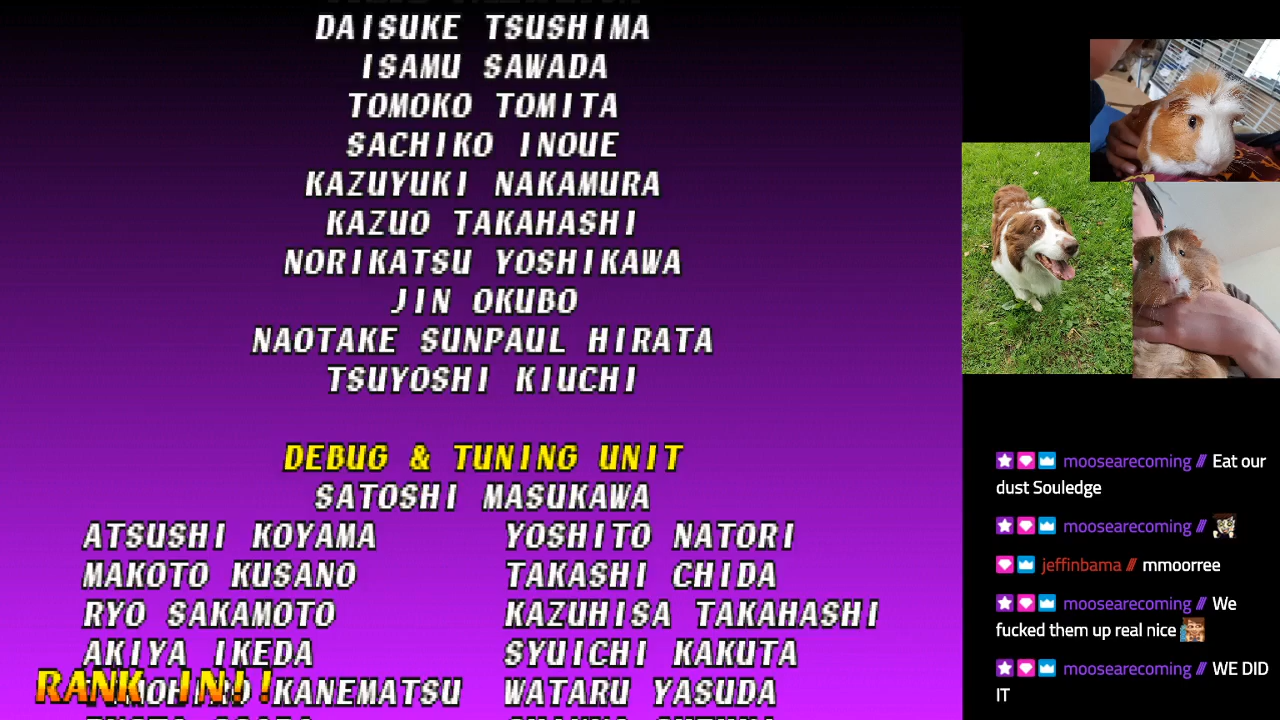 DAISUKE TSUSHIMA
ISAMU SAWADA
TOMOKO TOMITA
SACHIKO INOUE
KAZUYUKI NAKAMURA
KAZUO TAKAHASHI
NORIKATSU YOSHIKAWA
JIN OKUBO
NAOTAKE SUNPAUL HIRATA
TSUYOSHI KIUCHI
DEBUG & TUNING UNIT
SATOSHI MASUKAWA
ATSUSHI KOYAMA YOSHITO NATORI
MAKOTO KUSANO TAKASHI CHIDA
RYO SAKAMOTO KAZUHISA TAKAHASHI
AKIYA IKEDA SYUICHI KAKUTA
KANEMATSU WATARU YASUDA
RANK IN!!
moosearecoming // Eat our
dust Souledge
moosearecoming //
jeffinbama // mmoorree
moosearecoming // We
fucked them up real nice
moosearecoming // WE DID
IT